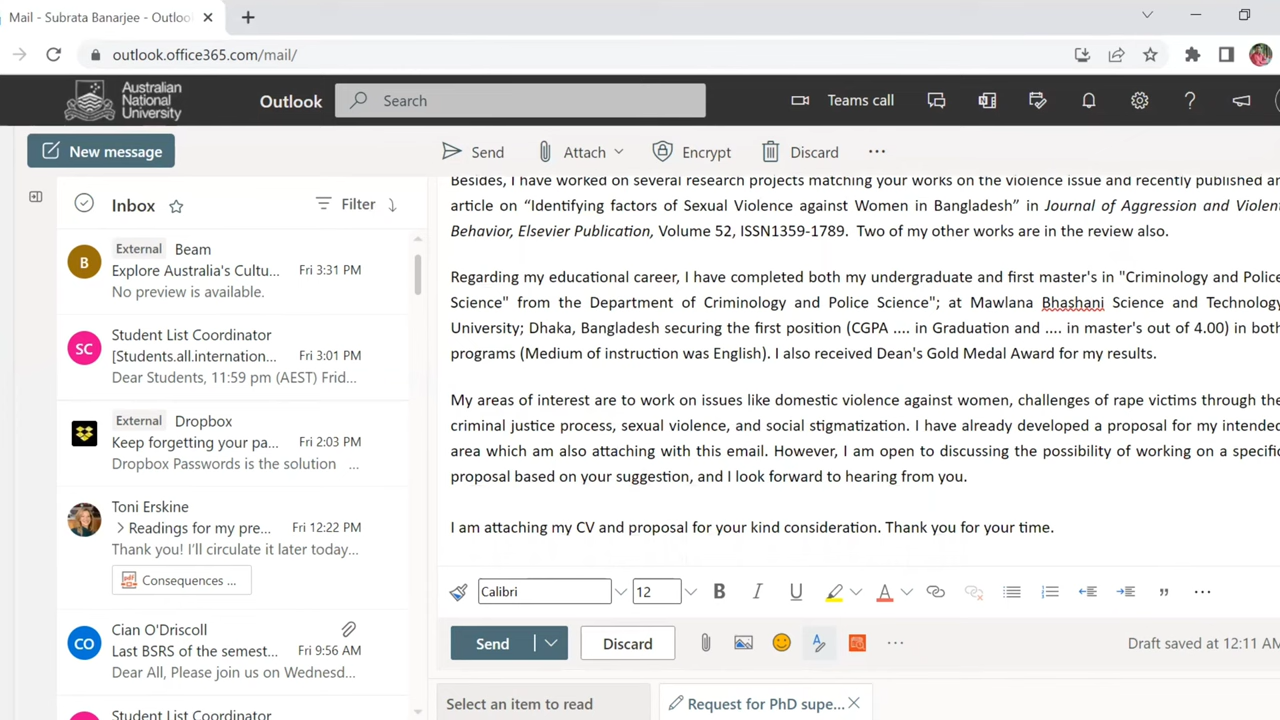 Mail - Subrata Banarjee - Outloo
outlook.office365.com/mail/
Australian
National
University
Outlook
Search
Teams call
New message
Send
Attach
Encrypt
Discard
Inbox
Filter
External Beam
Explore Australia's Cultu... Fri 3:31 PM
No preview is available.
SC
Student List Coordinator
[Students.all.internation... Fri 3:01 PM
Dear Students, 11:59 pm (AEST) Frid...
B
External Dropbox
Keep forgetting your pa... Fri 2:03 PM
Dropbox Passwords is the solution ...
Toni Erskine
Readings for my pre... Fri 12:22 PM
Thank you! I'll circulate it later today...
Consequences ...
CO
Cian O'Driscoll
Last BSRS of the semest... Fri 9:56 AM
Dear All, Please join us on Wednesd...
Student List Coordinator
Besides, I have worked on several research projects matching your works on the violence issue and recently published an
article on “Identifying factors of Sexual Violence against Women in Bangladesh” in Journal of Aggression and Violent
Behavior, Elsevier Publication, Volume 52, ISSN1359-1789. Two of my other works are in the review also.
Regarding my educational career, I have completed both my undergraduate and first master's in "Criminology and Police
Science" from the Department of Criminology and Police Science"; at Mawlana Bhashani Science and Technology
University; Dhaka, Bangladesh securing the first position (CGPA .... in Graduation and .... in master's out of 4.00) in both
programs (Medium of instruction was English). I also received Dean's Gold Medal Award for my results.
My areas of interest are to work on issues like domestic violence against women, challenges of rape victims through the
criminal justice process, sexual violence, and social stigmatization. I have already developed a proposal for my intended
area which am also attaching with this email. However, I am open to discussing the possibility of working on a specific
proposal based on your suggestion, and I look forward to hearing from you.
I am attaching my CV and proposal for your kind consideration. Thank you for your time.
Calibri 12 B I U A
Send Discard
Draft saved at 12:11 AM
Select an item to read
Request for PhD supe...